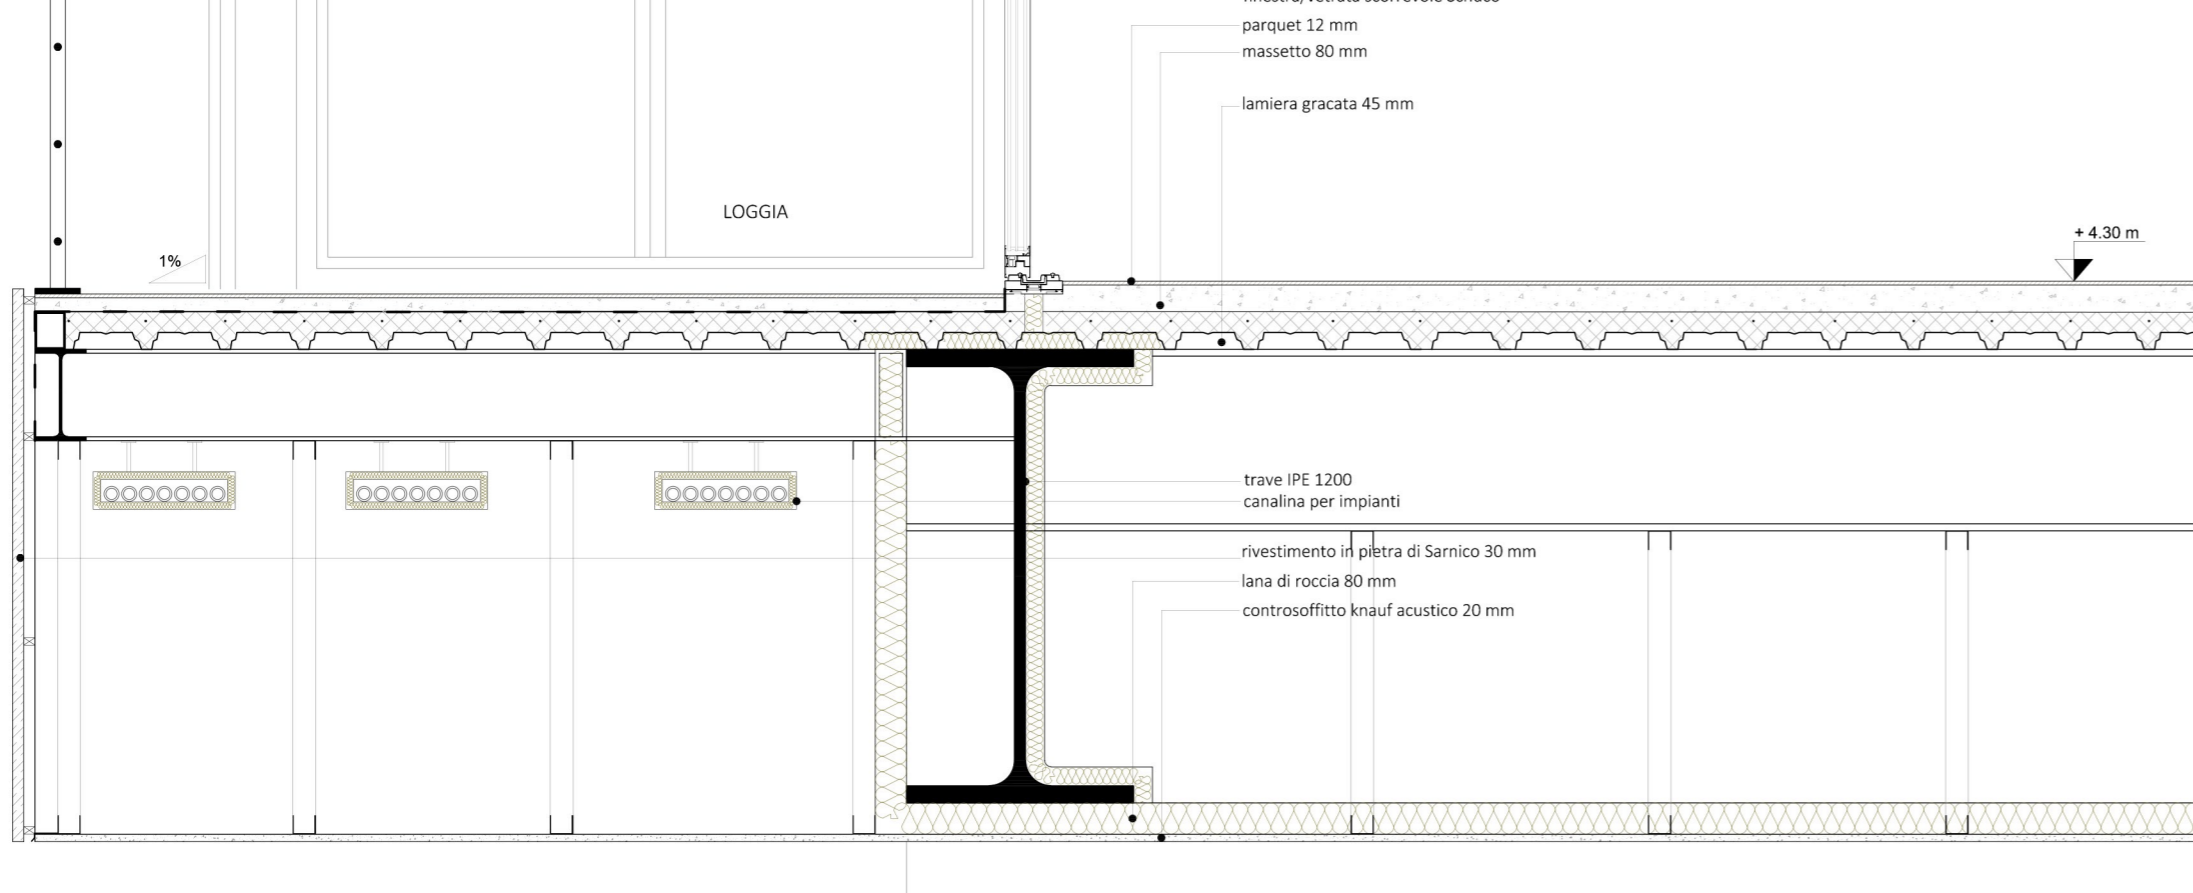 parquet 12 mm
massetto 80 mm
lamiera gracata 45 mm
LOGGIA
+ 4.30 m
1%
trave IPE 1200
canalina per impianti
rivestimento in pietra di Sarnico 30 mm
lana di roccia 80 mm
controsoffitto knauf acustico 20 mm